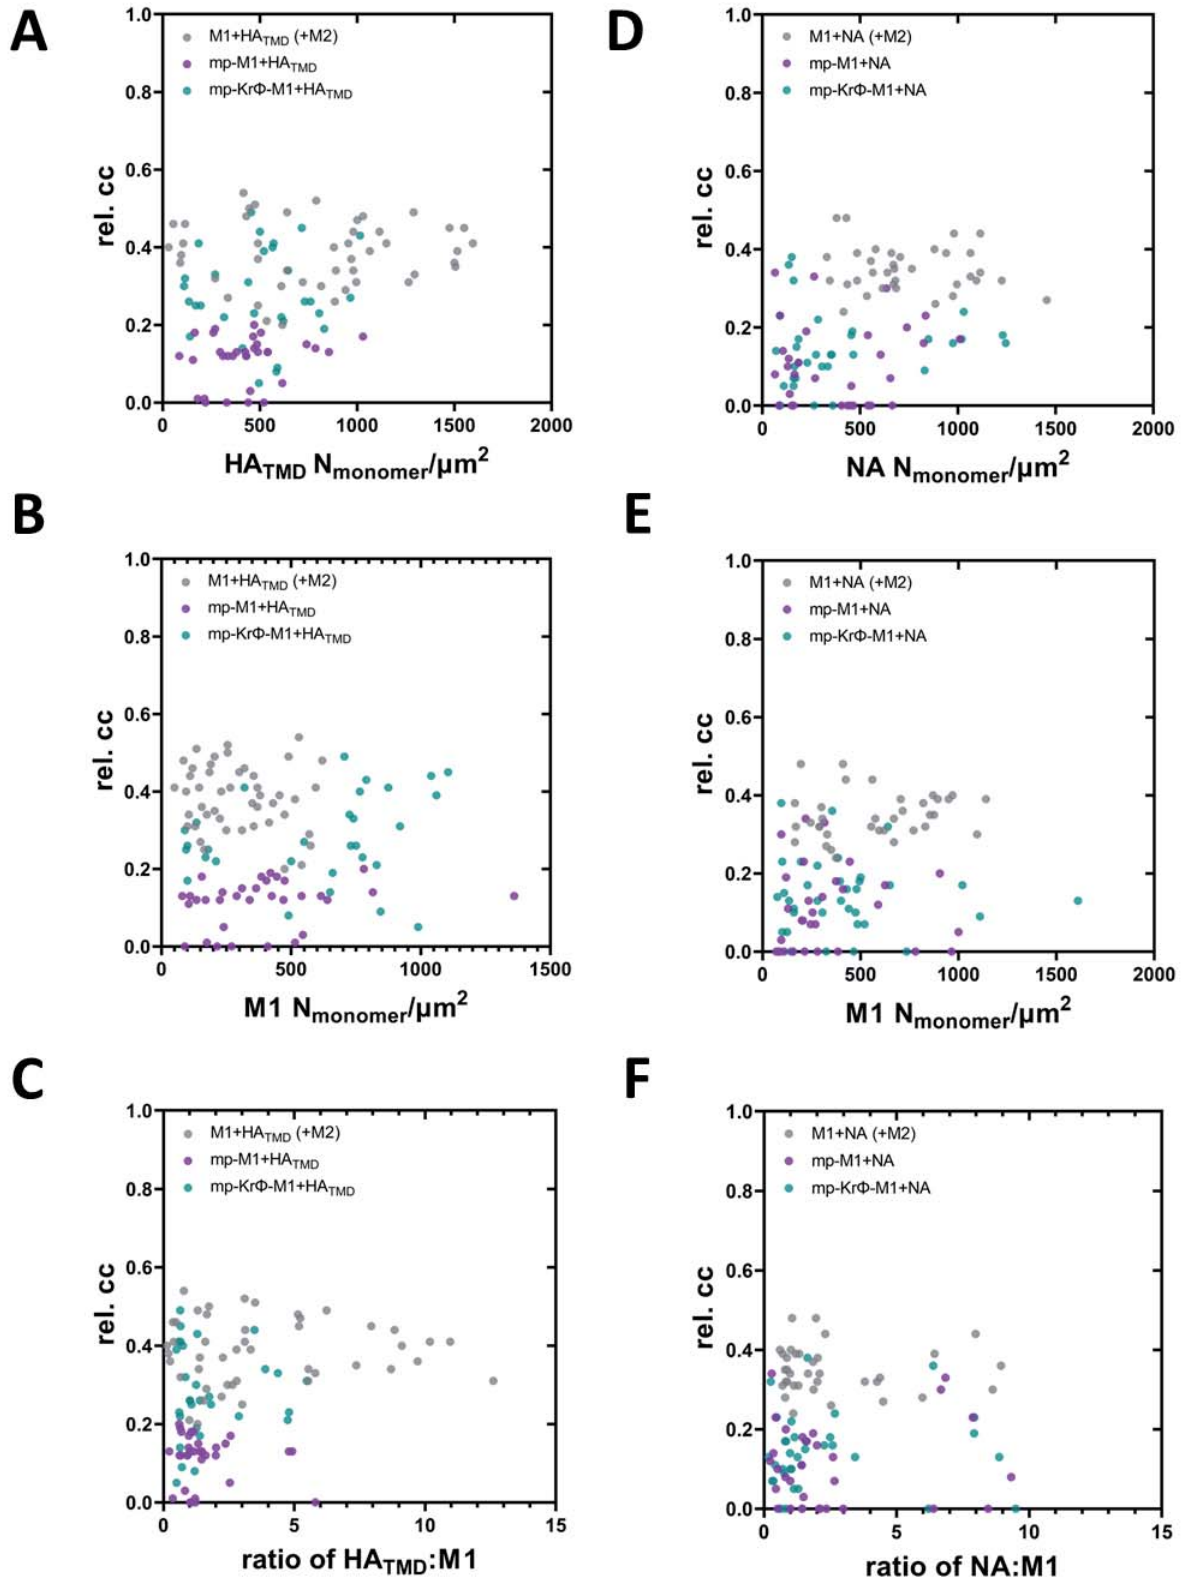 A
1.0
0.8
0.6
0.4
0.2
0.0
rel. cc
M1+HATMD (+M2)
mp-M1+HATMD
mp-KrΦ-M1+HATMD
0 500 1000 1500 2000
HATMD Nmonomer/µm2
D
1.0
0.8
0.6
0.4
0.2
0.0
rel. cc
M1+NA (+M2)
mp-M1+NA
mp-KrΦ-M1+NA
0 500 1000 1500 2000
NA Nmonomer/µm2
B
1.0
0.8
0.6
0.4
0.2
0.0
rel. cc
M1+HATMD (+M2)
mp-M1+HATMD
mp-KrΦ-M1+HATMD
0 500 1000 1500
M1 Nmonomer/µm2
E
1.0
0.8
0.6
0.4
0.2
0.0
rel. cc
M1+NA (+M2)
mp-M1+NA
mp-KrΦ-M1+NA
0 500 1000 1500 2000
M1 Nmonomer/µm2
C
1.0
0.8
0.6
0.4
0.2
0.0
rel. cc
M1+HATMD (+M2)
mp-M1+HATMD
mp-KrΦ-M1+HATMD
0 5 10 15
ratio of HATMD:M1
F
1.0
0.8
0.6
0.4
0.2
0.0
rel. cc
M1+NA (+M2)
mp-M1+NA
mp-KrΦ-M1+NA
0 5 10 15
ratio of NA:M1